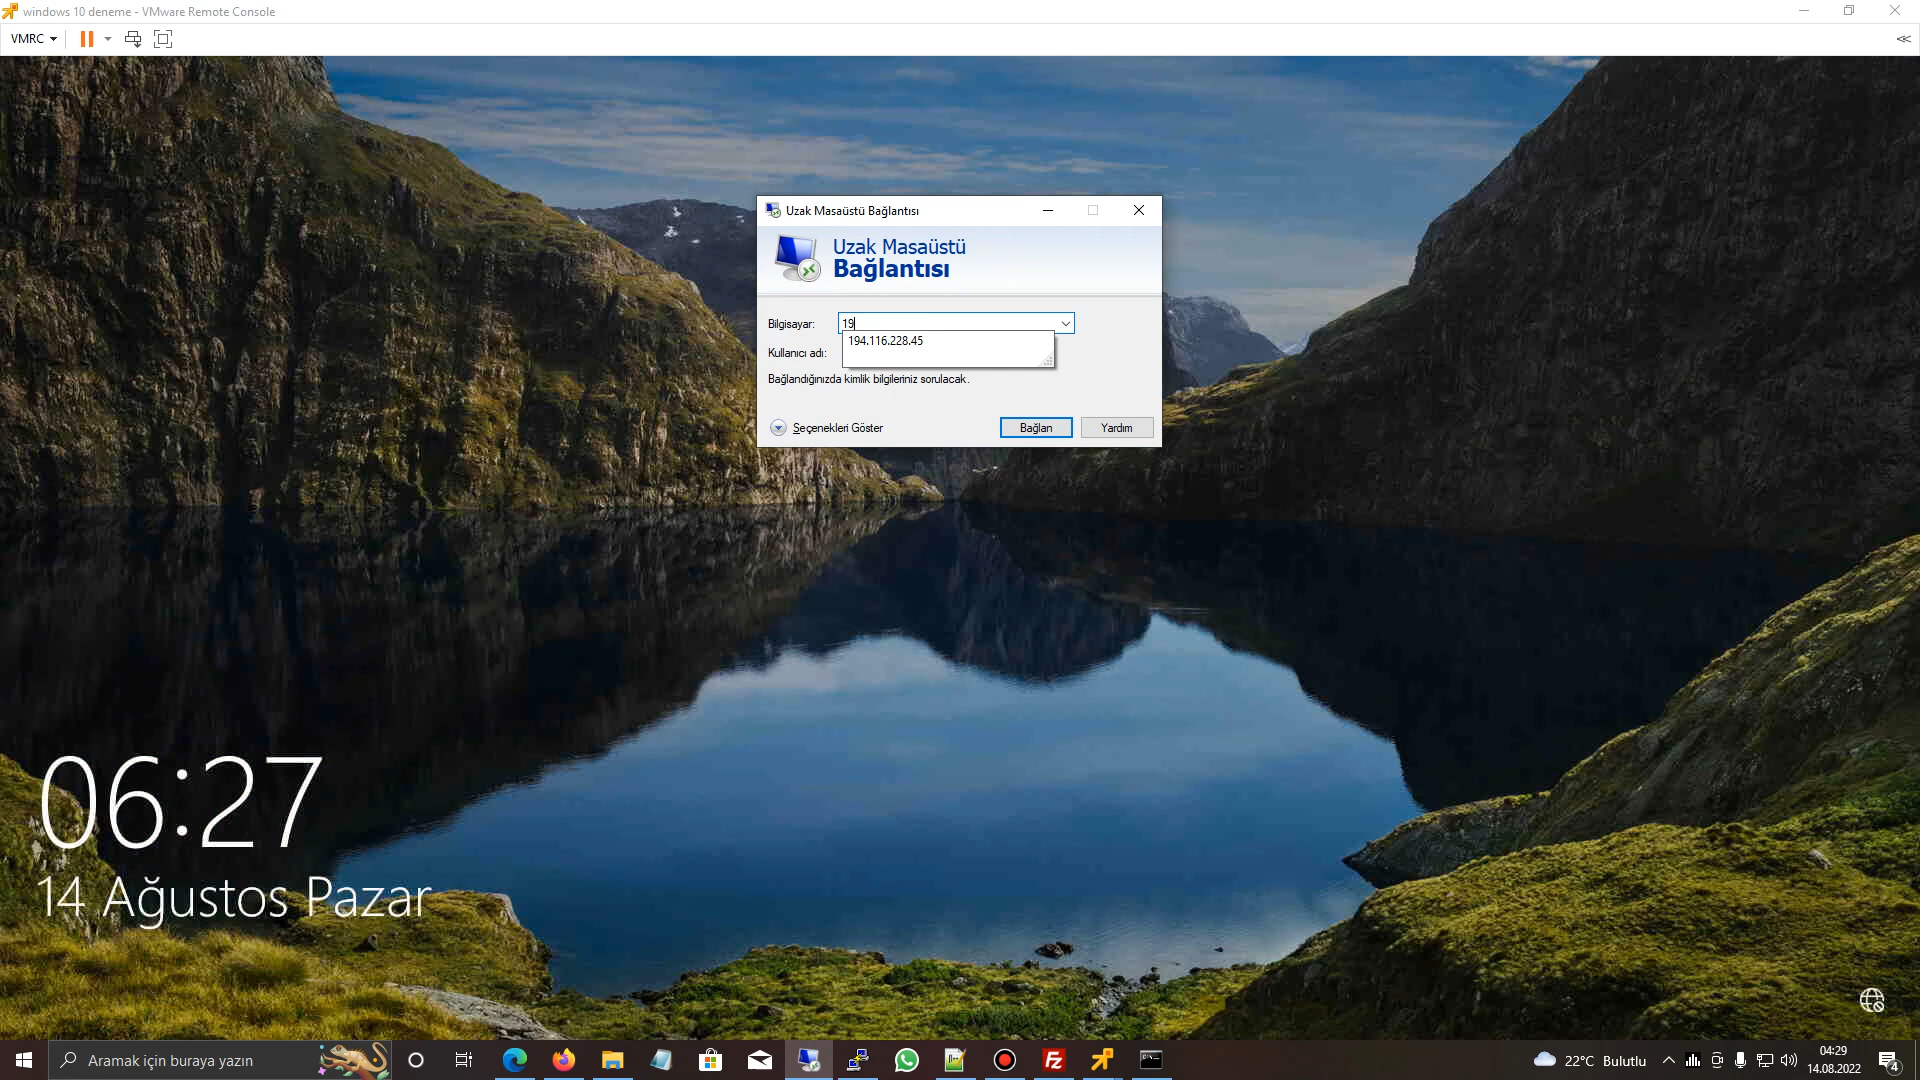 windows 10 deneme - VMware Remote Console
VMRC
Uzak Masaüstü Bağlantısı
Uzak Masaüstü
Bağlantısı
Bilgisayar:
19
194.116.228.45
Kullanıcı adı:
Bağlandığınızda kimlik bilgileriniz sorulacak.
Seçenekleri Göster
Bağlan
Yardım
06:27
14 Ağustos Pazar
Aramak için buraya yazın
FZ
22°C Bulutlu
04:29
14.08.2022
4